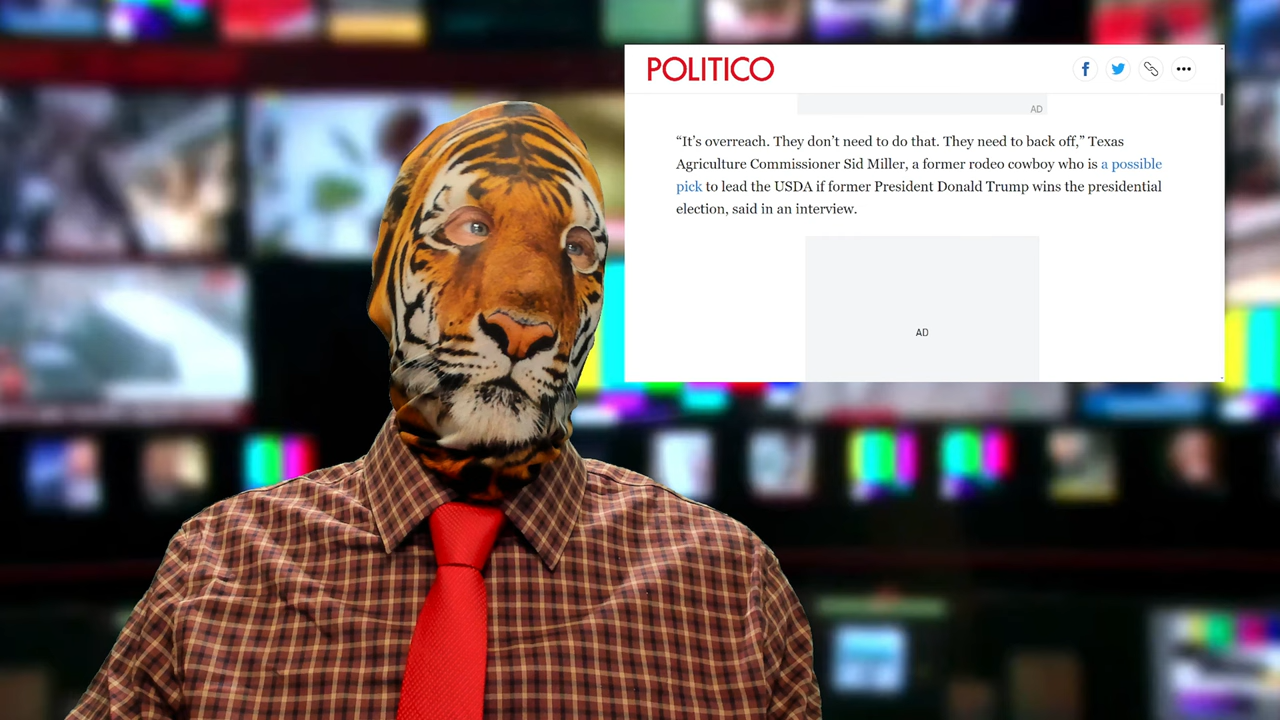 POLITICO
AD
“It’s overreach. They don’t need to do that. They need to back off,” Texas
Agriculture Commissioner Sid Miller, a former rodeo cowboy who is a possible
pick to lead the USDA if former President Donald Trump wins the presidential
election, said in an interview.
AD